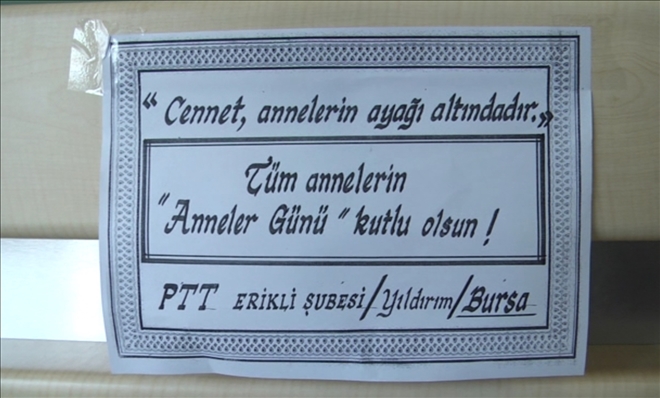 “ Cennet, annelerin ayağı altındadır.„
Tüm annelerin
"Anneler Günü" kutlu olsun !
PTT ERİKLİ ŞUBESİ/Yıldırım/Bursa